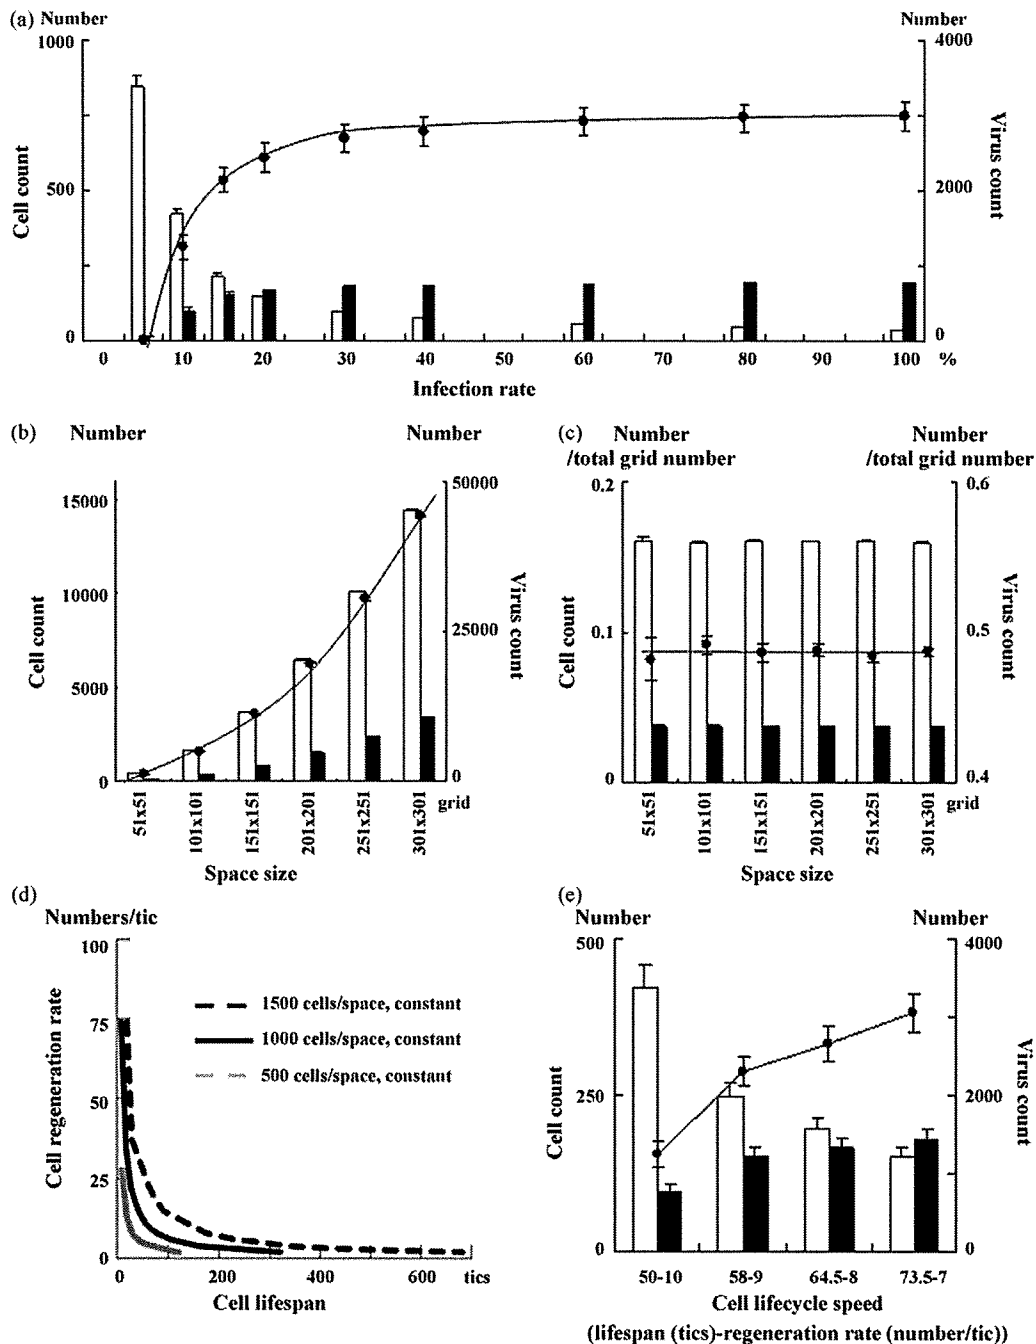 (a) Number Number
1000 4000
Cell count
Virus count
500 2000
0 0
0 10 20 30 40 50 60 70 80 90 100 %
Infection rate
(b) Number Number
15000 50000
Cell count
Virus count
10000
25000
5000
0 0
51x51 101x101 151x151 201x201 251x251 301x301 grid
Space size
(c) Number Number
/total grid number /total grid number
0.2 0.6
Cell count
Virus count
0.1 0.5
0 0.4
51x51 101x101 151x151 201x201 251x251 301x301 grid
Space size
(d)
Numbers/tic
100
Cell regeneration rate
75
50
25
0
1500 cells/space, constant
1000 cells/space, constant
500 cells/space, constant
0 200 400 600 tics
Cell lifespan
(e)
Number Number
500 4000
Cell count
Virus count
250 2000
0 0
50-10 58-9 64.5-8 73.5-7
Cell lifecycle speed
(lifespan (tics)-regeneration rate (number/tic))